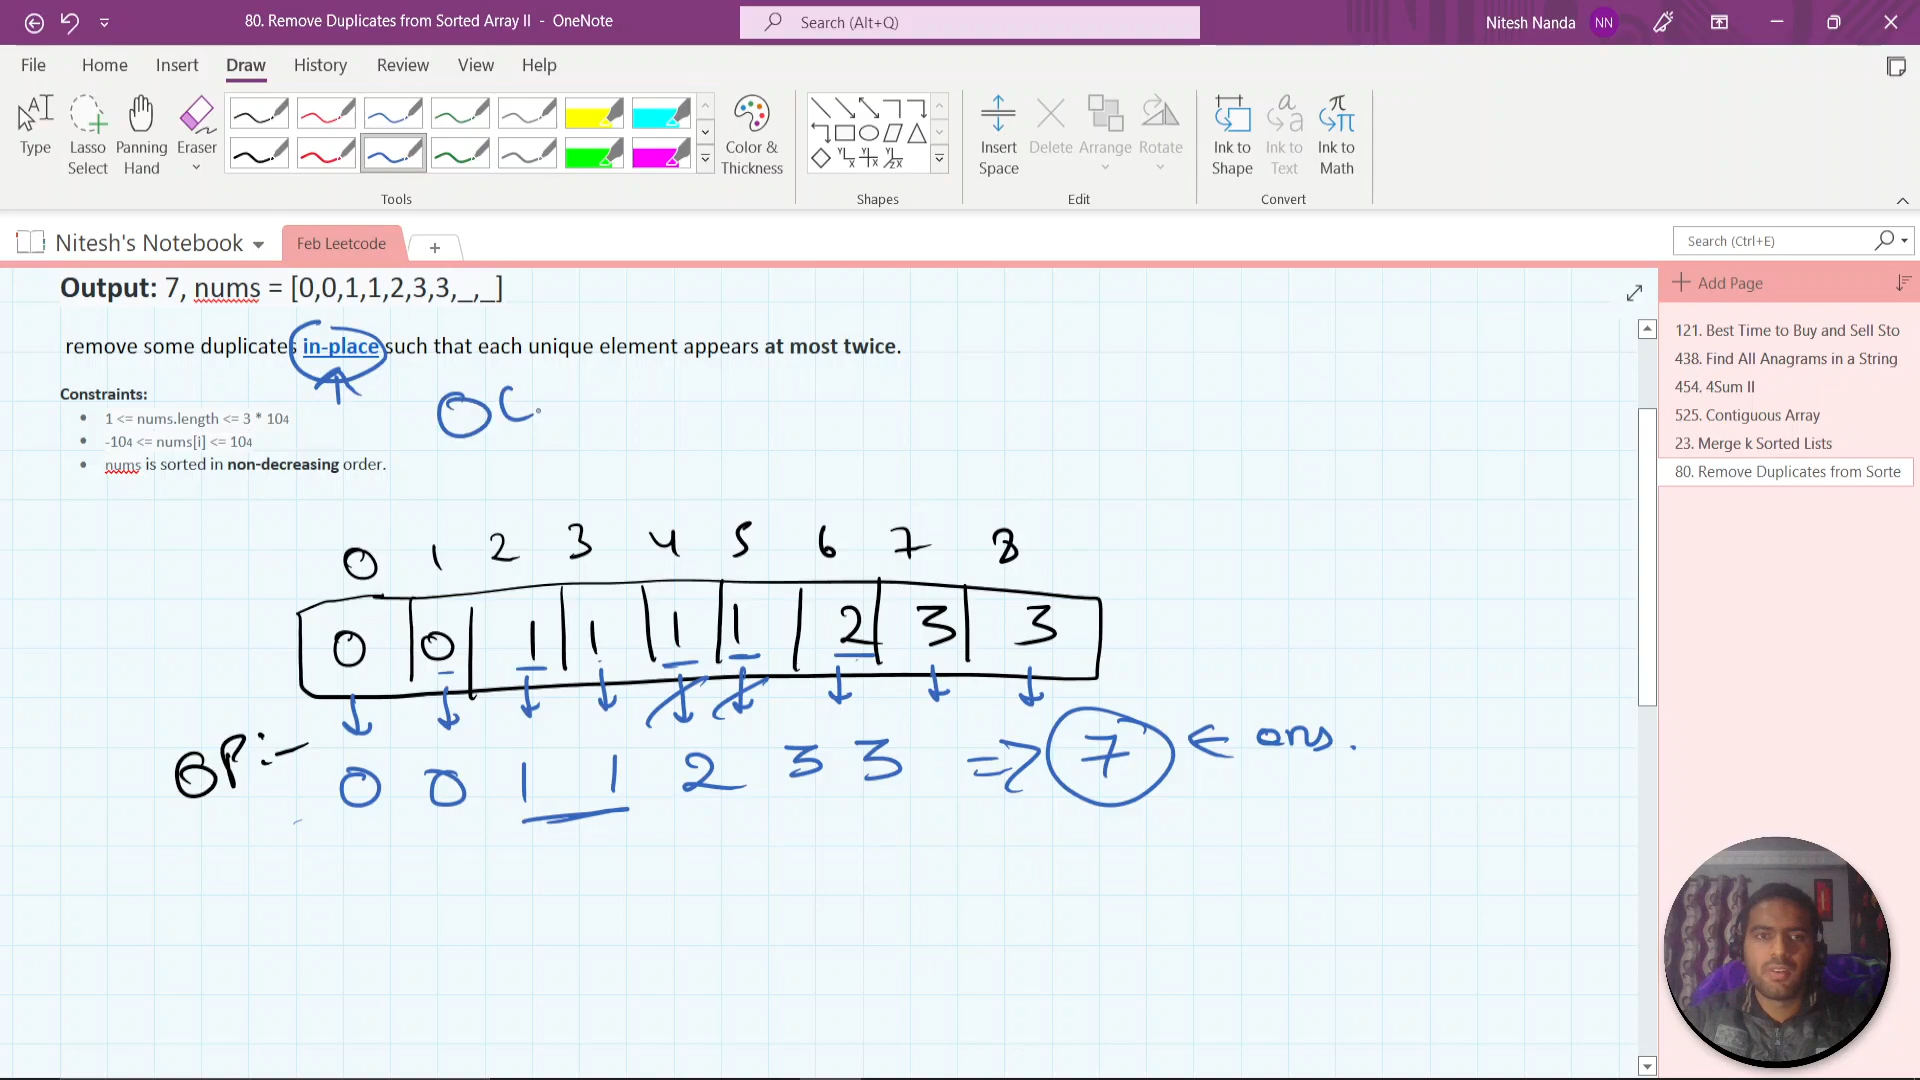 80. Remove Duplicates from Sorted Array II - OneNote
Search (Alt+Q)
Nitesh Nanda
NN
File Home Insert Draw History Review View Help
Type
Lasso Select
Panning Hand
Eraser
Color & Thickness
Insert Space
Delete
Arrange
Rotate
Ink to Shape
Ink to Text
Ink to Math
Tools
Shapes
Edit
Convert
Nitesh's Notebook
Feb Leetcode
Search (Ctrl+E)
Output: 7, nums = [0,0,1,1,2,3,3,_,_]
remove some duplicates in-place such that each unique element appears at most twice.
Constraints:
• 1 <= nums.length <= 3 * 104
• -104 <= nums[i] <= 104
• nums is sorted in non-decreasing order.
O(
0 1 2 3 4 5 6 7 8
0 0 1 1 1 1 2 3 3
OP:-
0 0 1 1 2 3 3 => 7 ← ans.
Add Page
121. Best Time to Buy and Sell Sto
438. Find All Anagrams in a String
454. 4Sum II
525. Contiguous Array
23. Merge k Sorted Lists
80. Remove Duplicates from Sorte